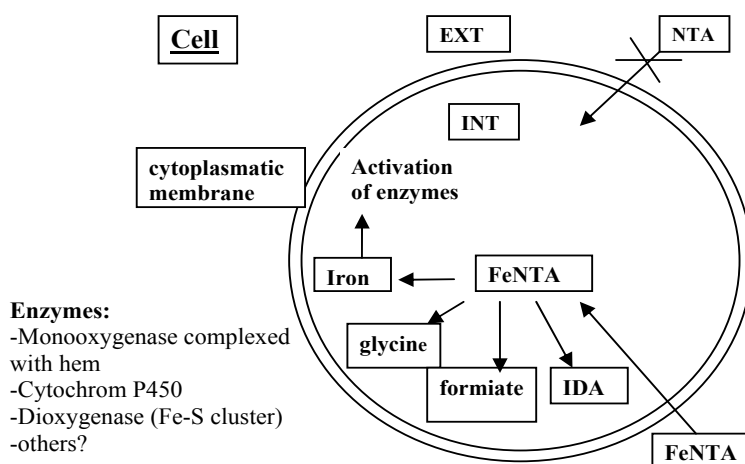 Cell
EXT
NTA
INT
cytoplasmatic
membrane
Activation
of enzymes
Iron
FeNTA
glycine
formiate
IDA
FeNTA
Enzymes:
-Monooxygenase complexed
with hem
-Cytochrom P450
-Dioxygenase (Fe-S cluster)
-others?